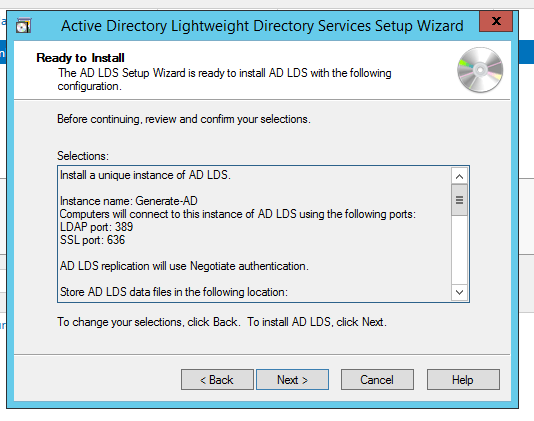 Active Directory Lightweight Directory Services Setup Wizard
x
Ready to Install
The AD LDS Setup Wizard is ready to install AD LDS with the following
configuration.
Before continuing, review and confirm your selections.
Selections:
Install a unique instance of AD LDS.
Instance name: Generate-AD
Computers will connect to this instance of AD LDS using the following ports:
LDAP port: 389
SSL port: 636
AD LDS replication will use Negotiate authentication.
Store AD LDS data files in the following location:
To change your selections, click Back. To install AD LDS, click Next.
< Back
Next >
Cancel
Help